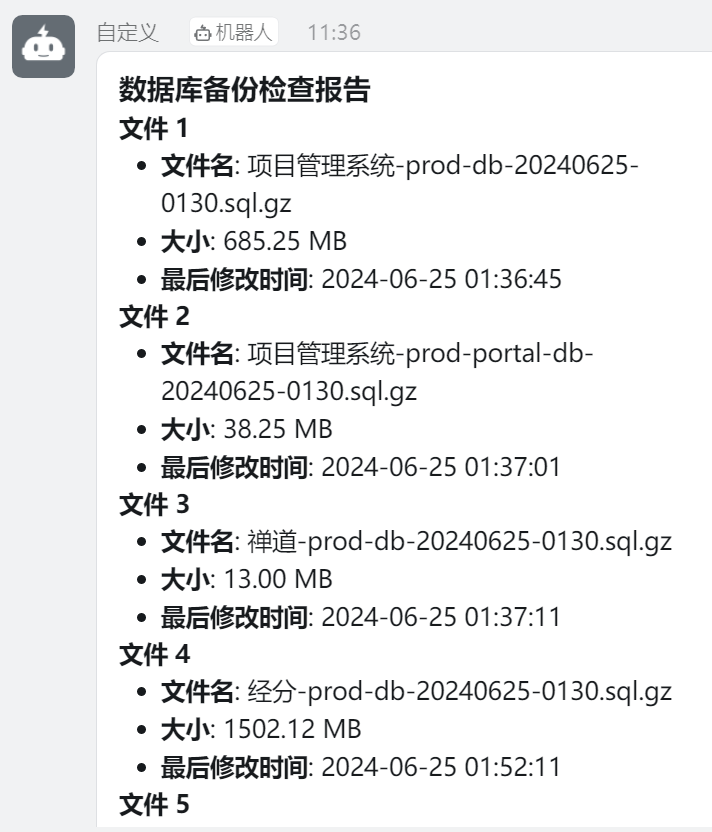 自定义 机器人 11:36
数据库备份检查报告
文件 1
• 文件名: 项目管理系统-prod-db-20240625-
0130.sql.gz
• 大小: 685.25 MB
• 最后修改时间: 2024-06-25 01:36:45
文件 2
• 文件名: 项目管理系统-prod-portal-db-
20240625-0130.sql.gz
• 大小: 38.25 MB
• 最后修改时间: 2024-06-25 01:37:01
文件 3
• 文件名: 禅道-prod-db-20240625-0130.sql.gz
• 大小: 13.00 MB
• 最后修改时间: 2024-06-25 01:37:11
文件 4
• 文件名: 经分-prod-db-20240625-0130.sql.gz
• 大小: 1502.12 MB
• 最后修改时间: 2024-06-25 01:52:11
文件 5